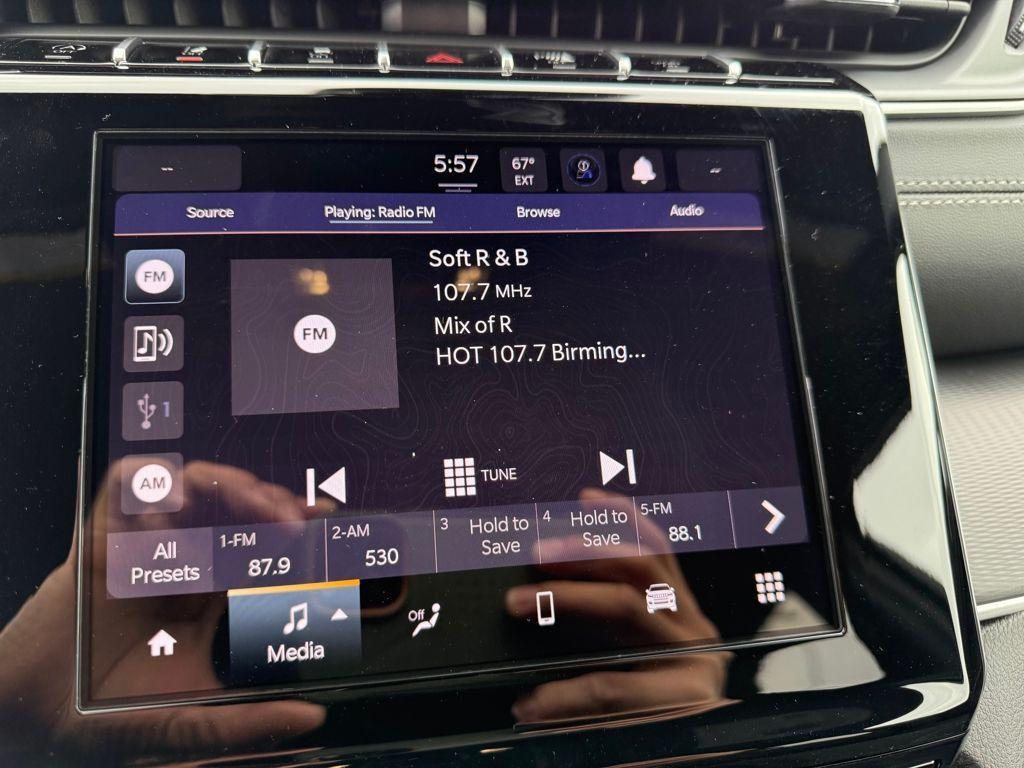 --
5:57
67°
EXT
--
Source
Playing: Radio FM
Browse
Audio
FM
Soft R & B
107.7 MHz
Mix of R
HOT 107.7 Birming...
FM
1
AM
TUNE
All
Presets
1-FM
87.9
2-AM
530
3
Hold to
Save
4
Hold to
Save
5-FM
88.1
Media
Off